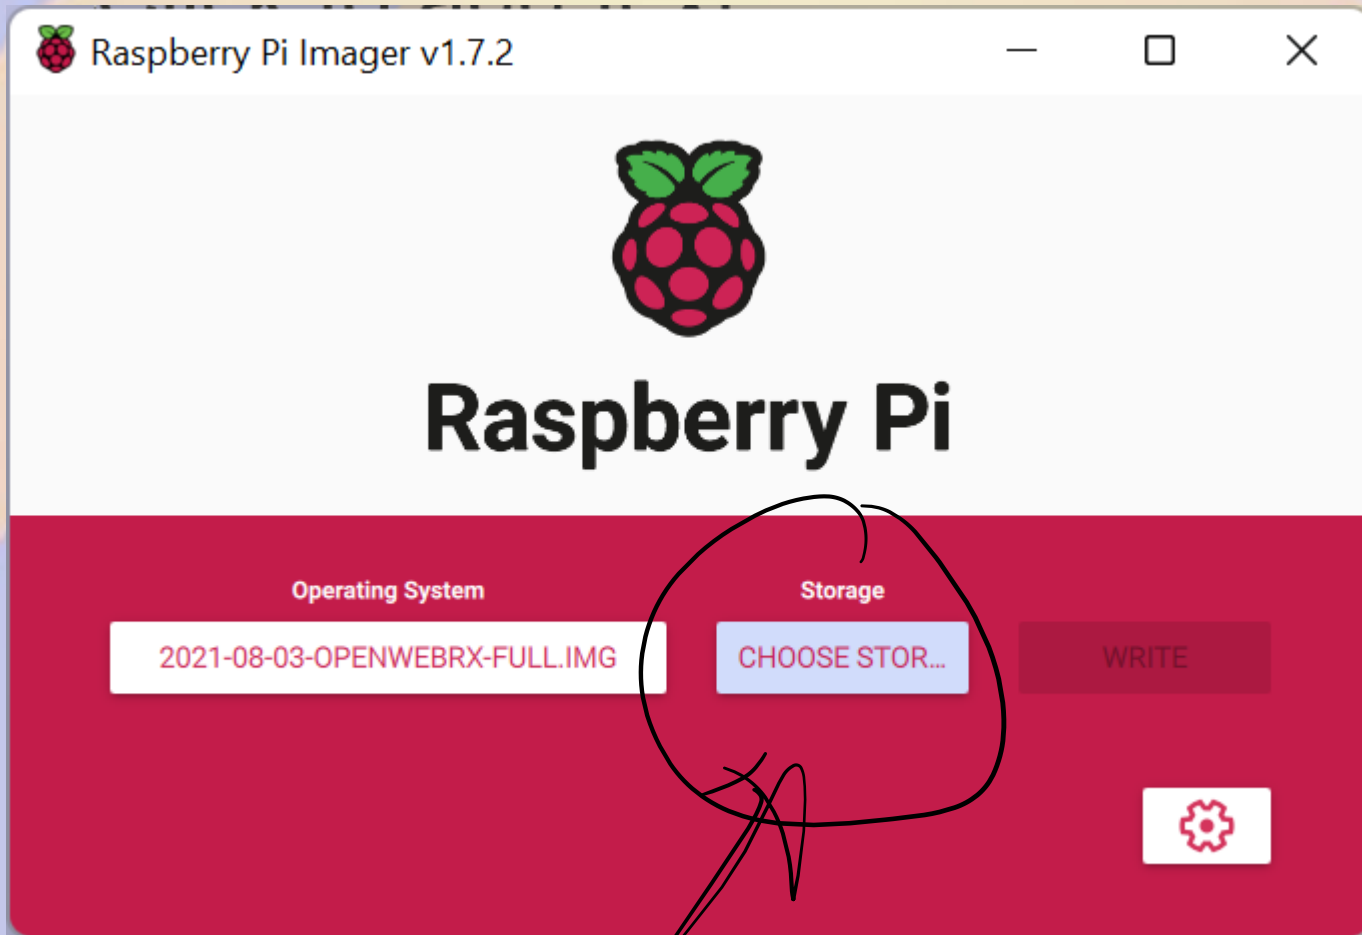 Raspberry Pi Imager v1.7.2
Raspberry Pi
Operating System
Storage
2021-08-03-OPENWEBRX-FULL.IMG
CHOOSE STOR...
WRITE